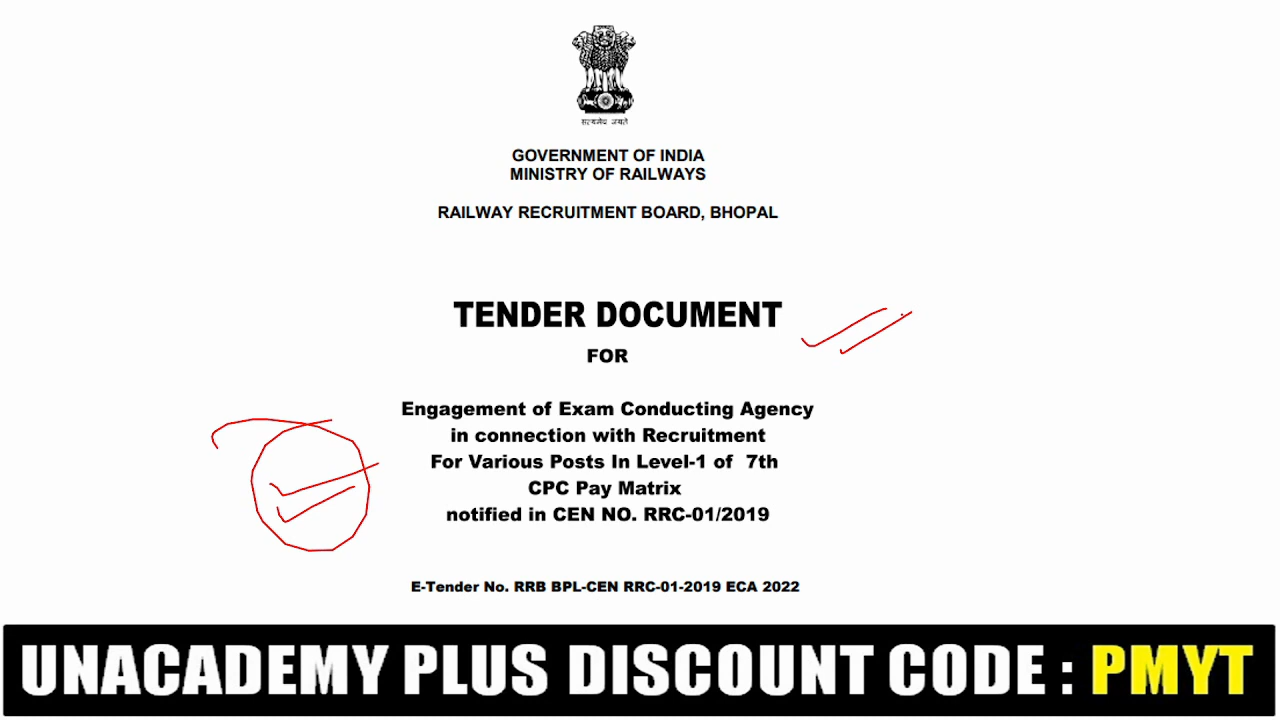 सत्यमेव जयते
GOVERNMENT OF INDIA
MINISTRY OF RAILWAYS
RAILWAY RECRUITMENT BOARD, BHOPAL
TENDER DOCUMENT
FOR
Engagement of Exam Conducting Agency
in connection with Recruitment
For Various Posts In Level-1 of 7th
CPC Pay Matrix
notified in CEN NO. RRC-01/2019
E-Tender No. RRB BPL-CEN RRC-01-2019 ECA 2022
UNACADEMY PLUS DISCOUNT CODE : PMYT